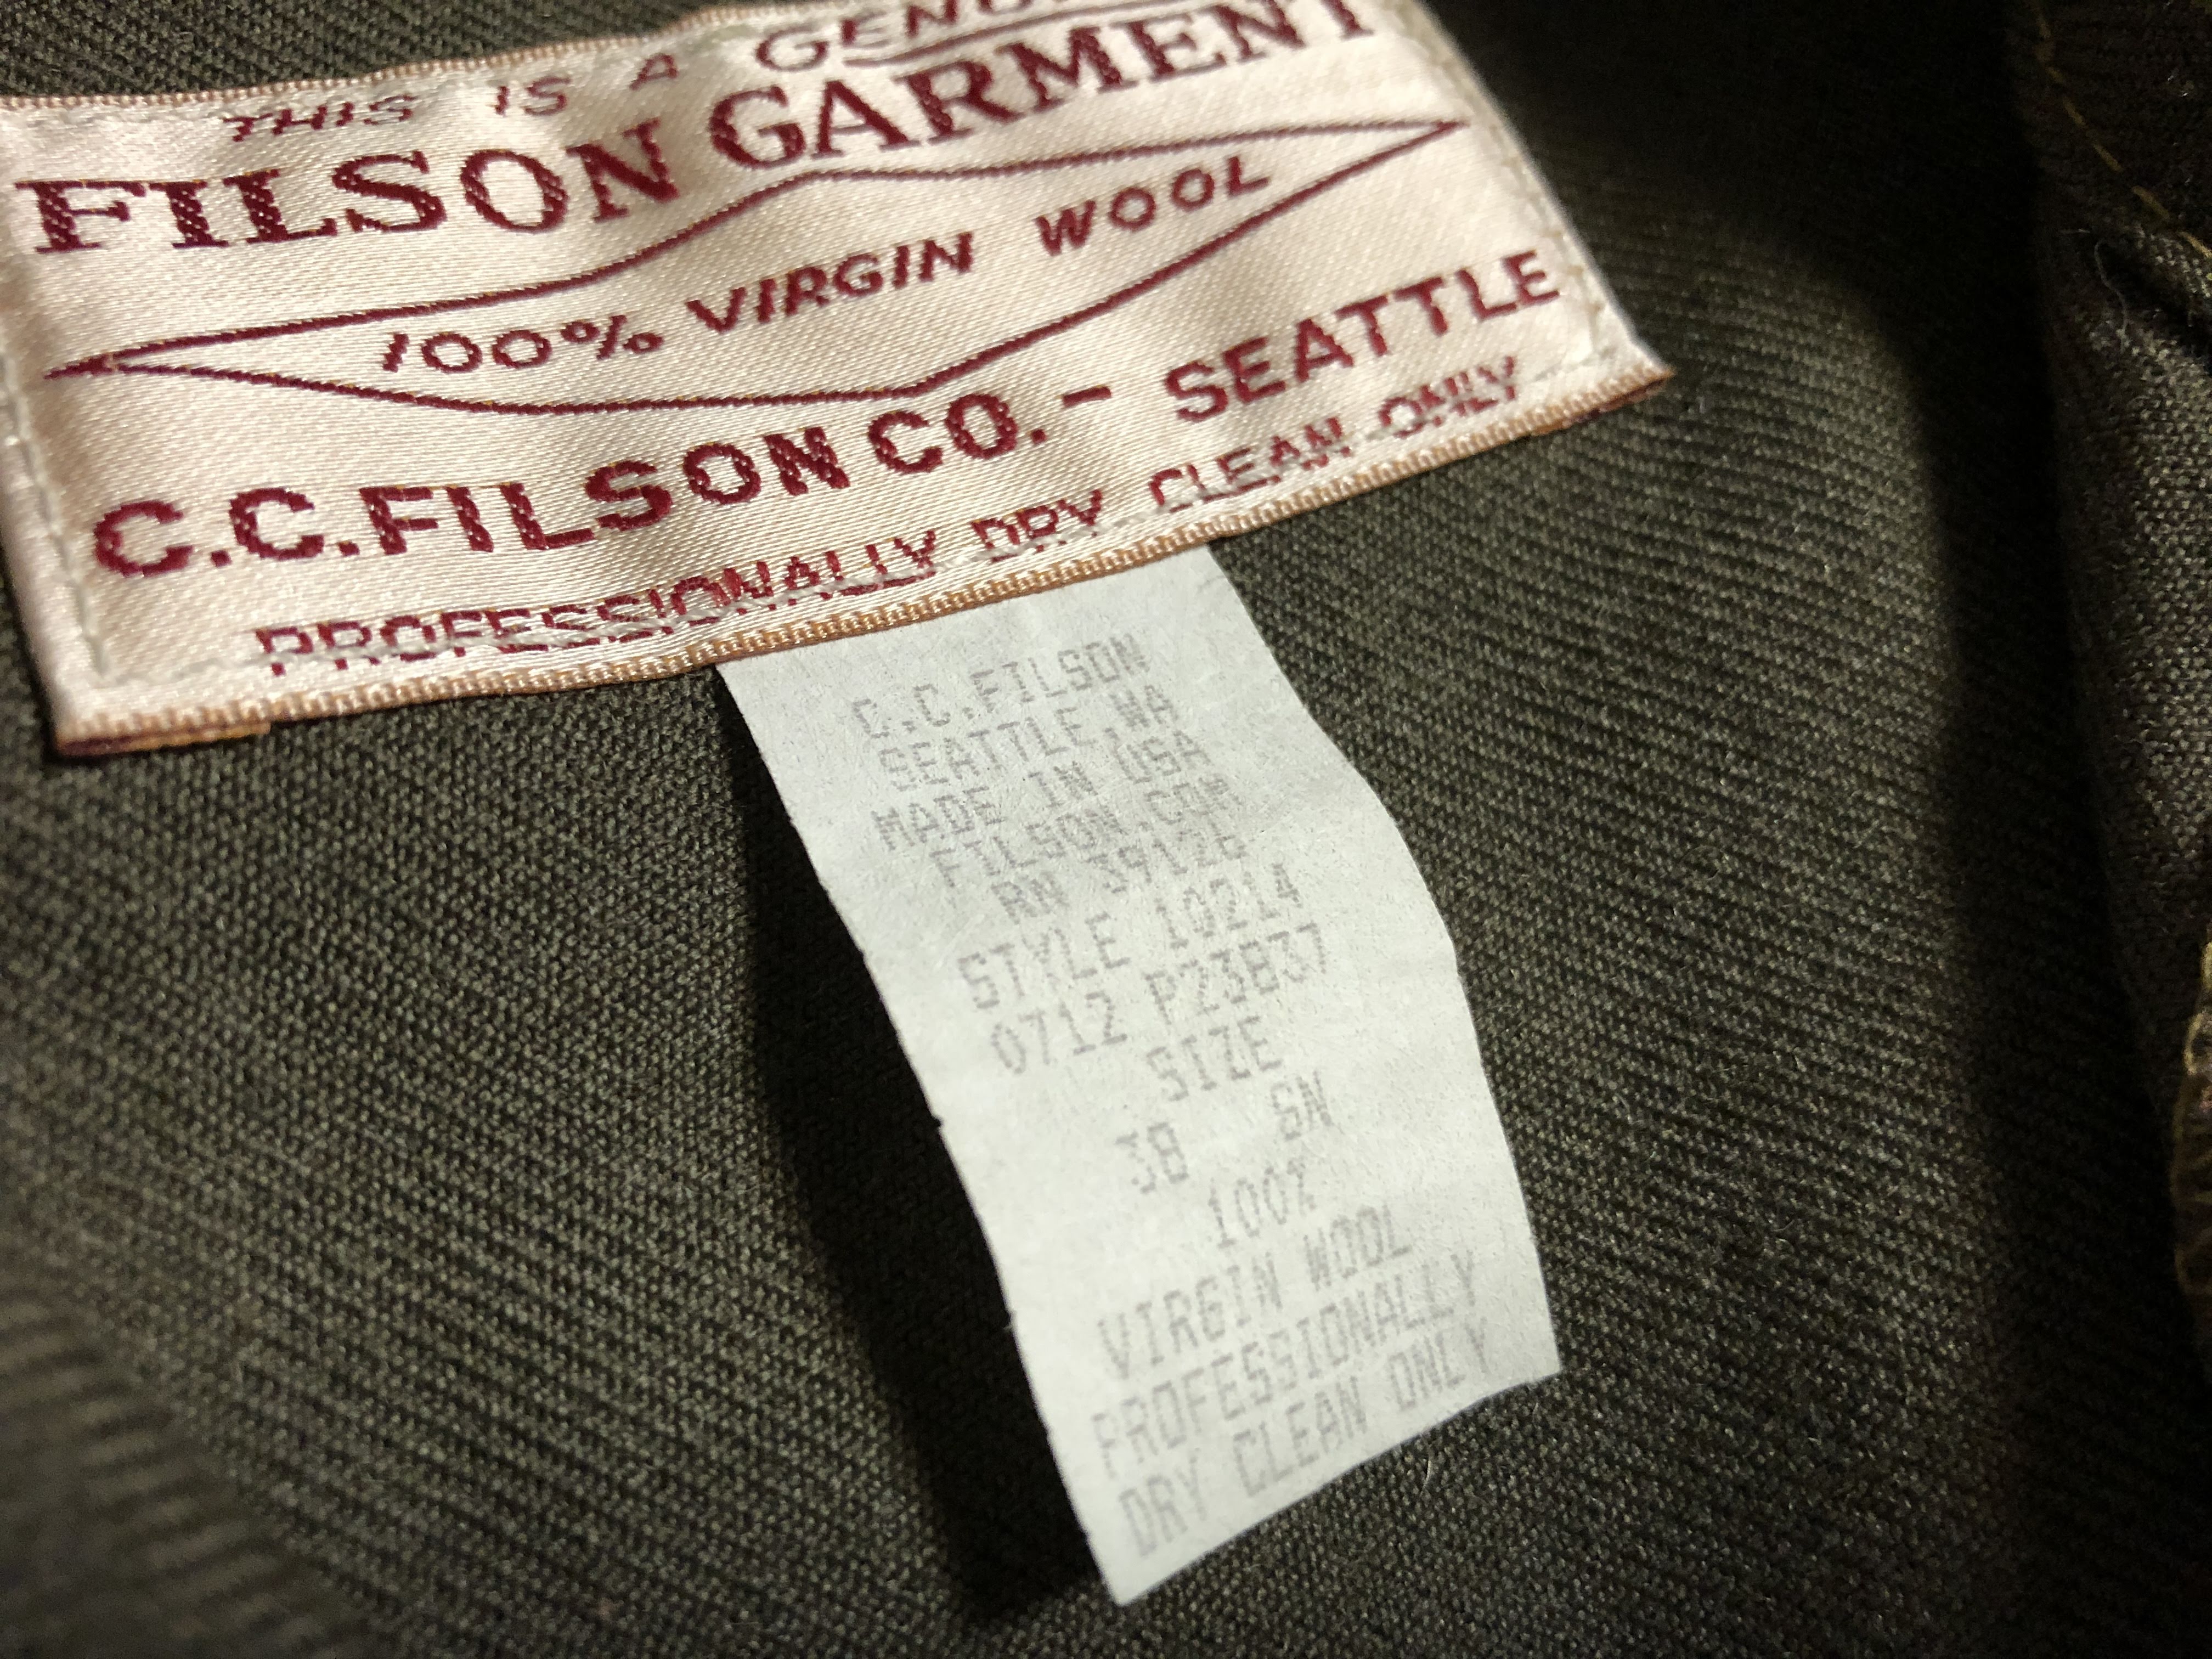 THIS IS A GENUINE
FILSON GARMENT
100% VIRGIN WOOL
C.C.FILSON CO. - SEATTLE
PROFESSIONALLY DRY CLEAN ONLY
C.C.FILSON
SEATTLE,WA
MADE IN USA
FILSON.COM
RN 39126
STYLE 10214
0712 P23B37
SIZE
38 GN
100%
VIRGIN WOOL
PROFESSIONALLY
DRY CLEAN ONLY